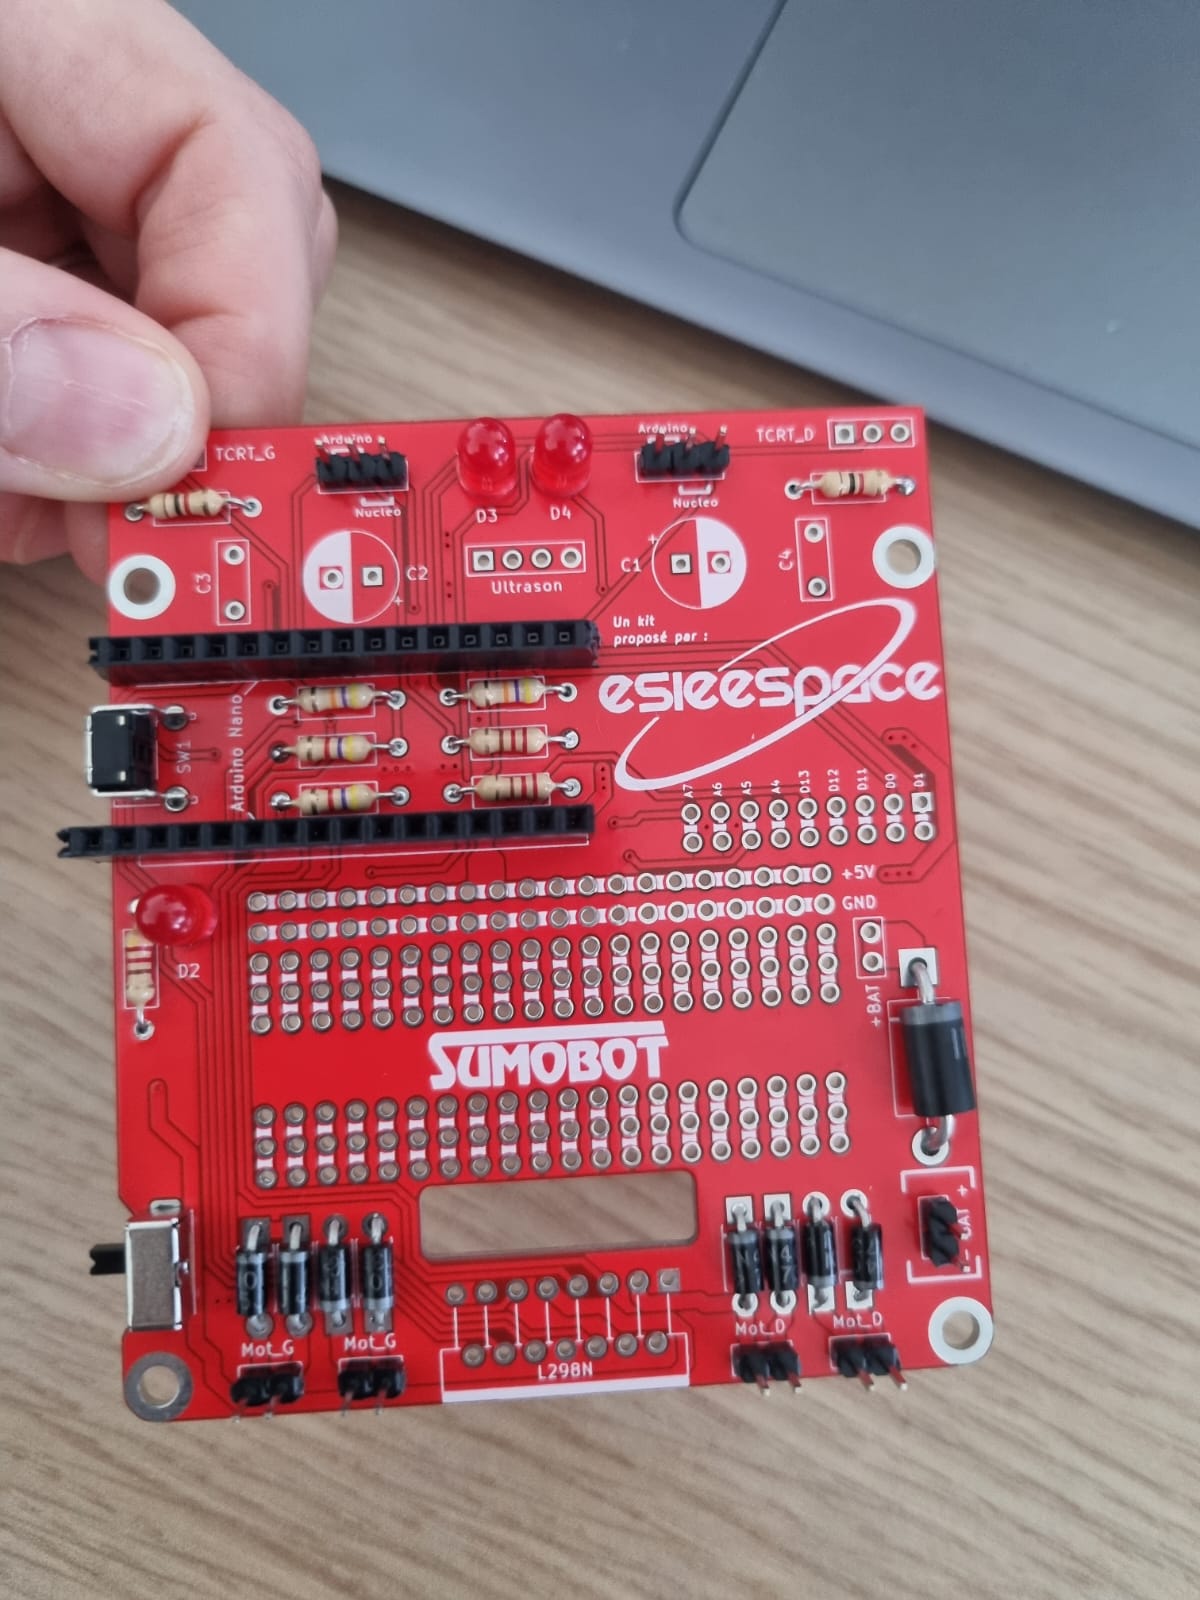 TCRT_G
Arduino
Nucleo
D3
D4
Arduino
Nucleo
TCRT_D
C3
C2
+
Ultrason
C1
+
C4
Un kit
proposé par :
esieespace
SW1
Arduino Nano
A7
A6
A5
A4
D13
D12
D11
D0
D1
+5V
GND
D2
+BAT
SUMOBOT
- BAT +
Mot_G
Mot_G
L298N
Mot_D
Mot_D